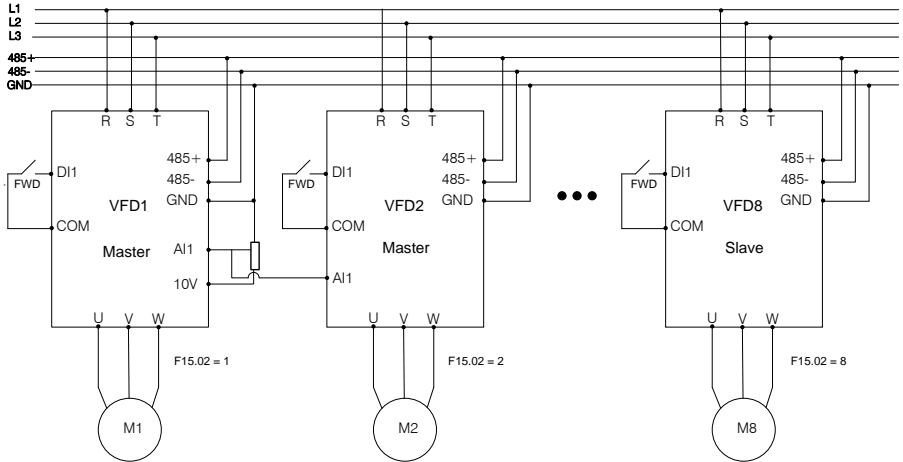 L1
L2
L3
485+
485-
GND
R S T
R S T
R S T
485+
485-
GND
DI1
FWD
COM
VFD1
Master
AI1
10V
U V W
F15.02 = 1
M1
485+
485-
GND
DI1
FWD
COM
VFD2
Master
AI1
U V W
F15.02 = 2
M2
485+
485-
GND
DI1
FWD
COM
VFD8
Slave
U V W
F15.02 = 8
M8